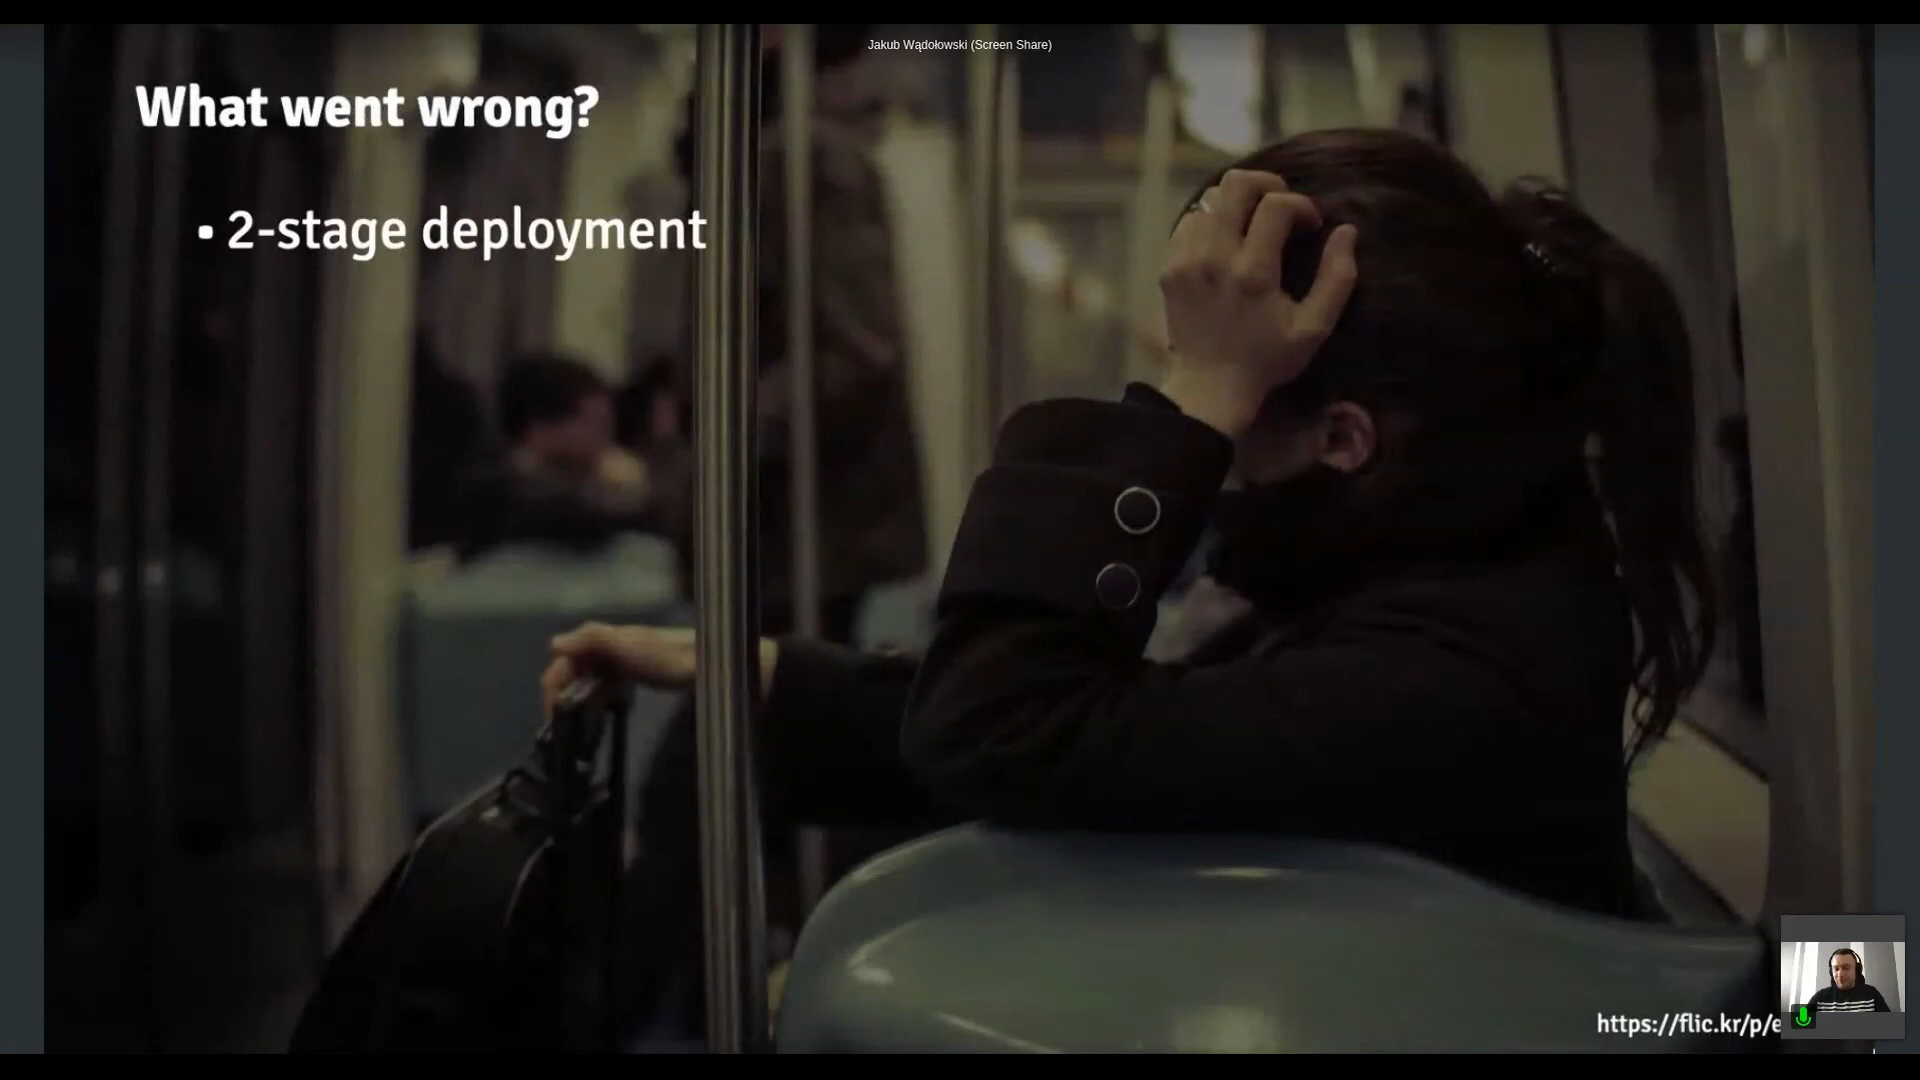 Jakub Wądołowski (Screen Share)
What went wrong?
• 2-stage deployment
https://flic.kr/p/e